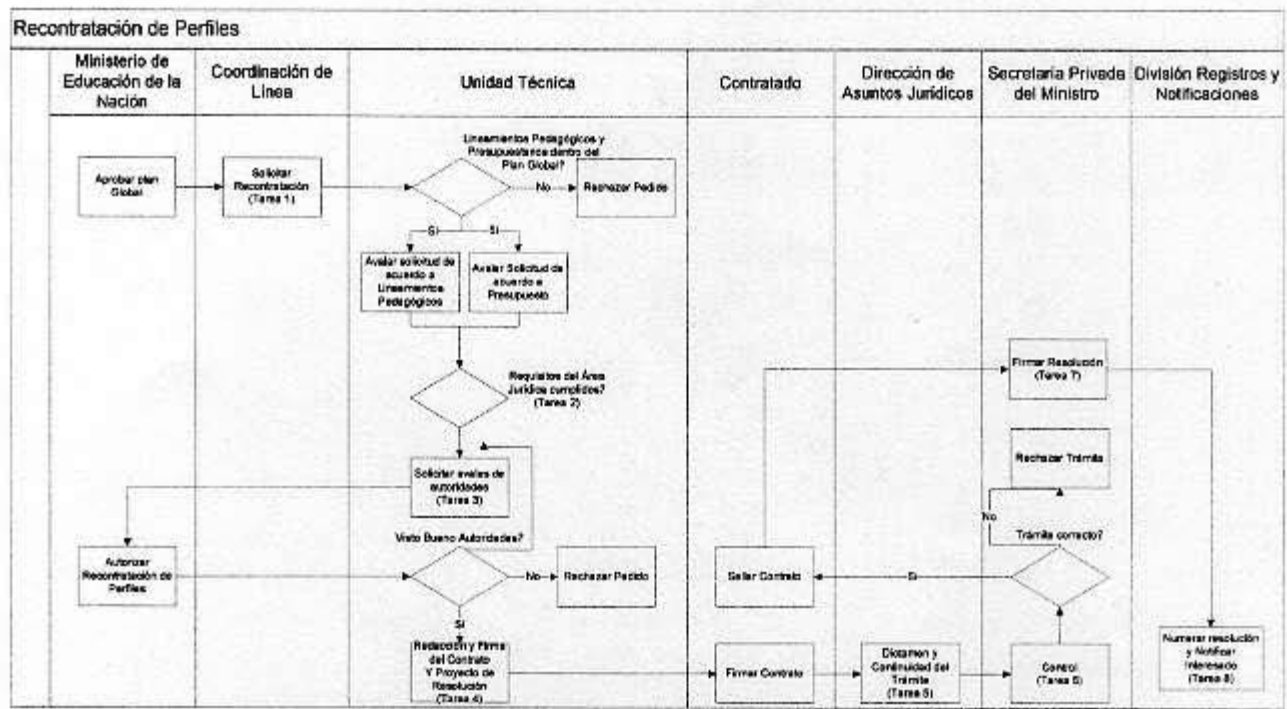 Recontratación de Perfiles
Ministerio de
Educación de la
Nación
Coordinación de
Línea
Unidad Técnica
Contratado
Dirección de
Asuntos Jurídicos
Secretaría Privada
del Ministro
División Registros y
Notificaciones
Aprobar plan
Global
Solicitar
Recontratación
(Tarea 1)
Lineamientos Pedagógicos y
Presupuestarios dentro del
Plan Global?
No
Rechazar Pedido
Si
Si
Avalar solicitud de
acuerdo a
Lineamientos
Pedagógicos
Avalar Solicitud de
acuerdo a
Presupuesto
Requisitos del Área
Jurídica cumplidos?
(Tarea 2)
Firmar Resolución
(Tarea 7)
Rechazar Trámite
Solicitar avales de
autoridades
(Tarea 3)
No
Trámite correcto?
Visto Bueno Autoridades?
Autorizar
Recontratación de
Perfiles
No
Rechazar Pedido
Sellar Contrato
Si
Si
Redacción y Firma
del Contrato
Y Proyecto de
Resolución
(Tarea 4)
Firmar Contrato
Dictamen y
Continuidad del
Trámite
(Tarea 5)
Control
(Tarea 6)
Numerar resolución
y Notificar
Interesado
(Tarea 8)